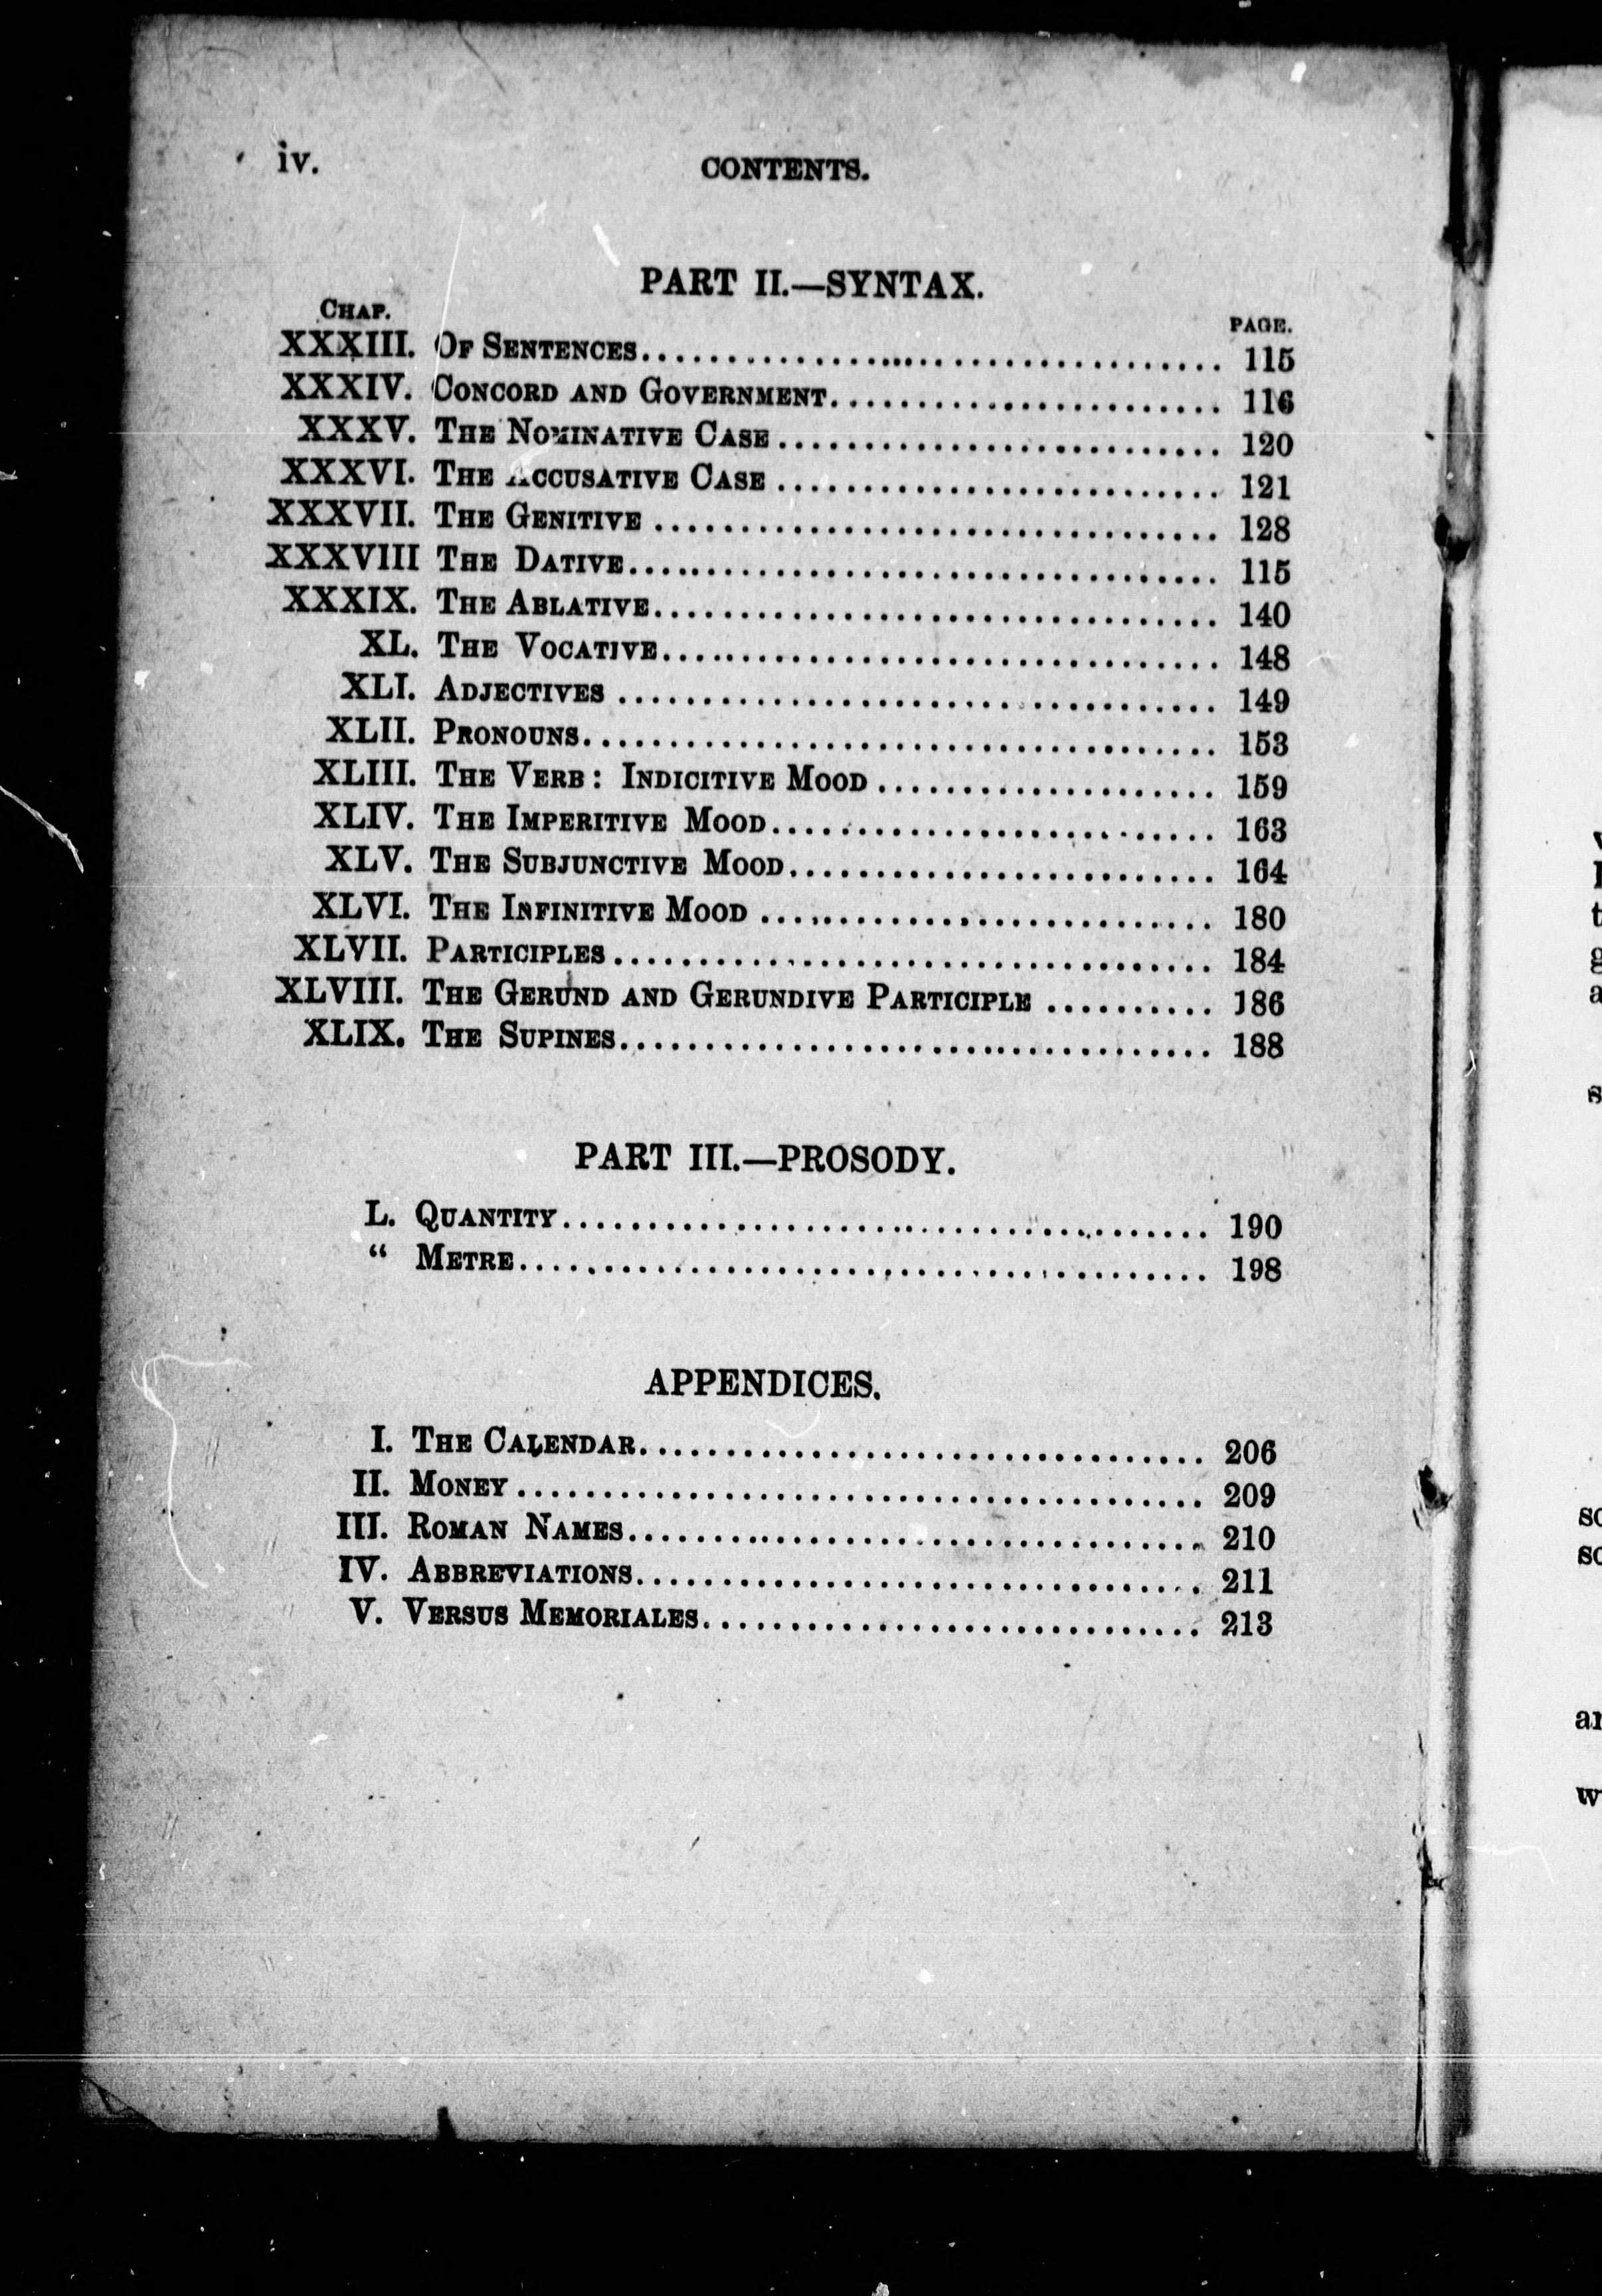 iv. CONTENTS.
PART II.—SYNTAX.
CHAP. PAGE.
XXXIII. OF SENTENCES........................................ 115
XXXIV. CONCORD AND GOVERNMENT........................ 116
XXXV. THE NOMINATIVE CASE.......................... 120
XXXVI. THE ACCUSATIVE CASE .......................... 121
XXXVII. THE GENITIVE ................................. 128
XXXVIII THE DATIVE................................... 115
XXXIX. THE ABLATIVE................................. 140
XL. THE VOCATIVE................................. 148
XLI. ADJECTIVES ................................... 149
XLII. PRONOUNS..................................... 153
XLIII. THE VERB: INDICITIVE MOOD .................... 159
XLIV. THE IMPERITIVE MOOD.......................... 163
XLV. THE SUBJUNCTIVE MOOD......................... 164
XLVI. THE INFINITIVE MOOD .......................... 180
XLVII. PARTICIPLES................................... 184
XLVIII. THE GERUND AND GERUNDIVE PARTICIPLE .......... 186
XLIX. THE SUPINES................................... 188
PART III.—PROSODY.
L. QUANTITY...................................... 190
“ METRE........................................ 198
APPENDICES.
I. THE CALENDAR................................. 206
II. MONEY ........................................ 209
III. ROMAN NAMES.................................. 210
IV. ABBREVIATIONS................................. 211
V. VERSUS MEMORIALES............................. 213